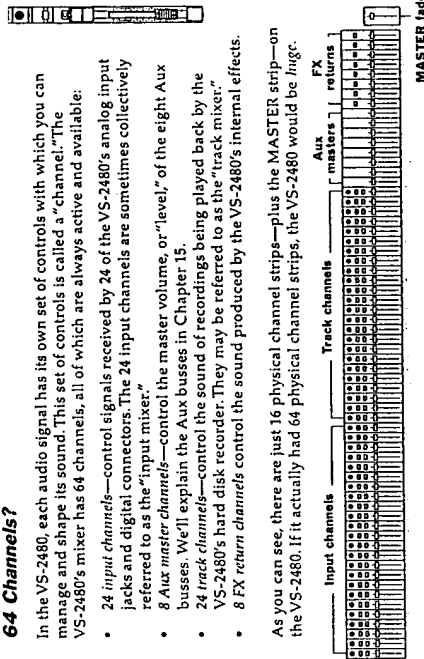 64 Channels?
In the VS-2480, each audio signal has its own set of controls with which you can
manage and shape its sound. This set of controls is called a "channel." The
VS-2480's mixer has 64 channels, all of which are always active and available:
• 24 input channels—control signals received by 24 of the VS-2480's analog input
jacks and digital connectors. The 24 input channels are sometimes collectively
referred to as the "input mixer."
• 8 Aux master channels—control the master volume, or "level," of the eight Aux
busses. We'll explain the Aux busses in Chapter 15.
• 24 track channels—control the sound of recordings being played back by the
VS-2480's hard disk recorder. They may be referred to as the "track mixer."
• 8 FX return channels control the sound produced by the VS-2480's internal effects.
As you can see, there are just 16 physical channel strips—plus the MASTER strip—on
the VS-2480. If it actually had 64 physical channel strips, the VS-2480 would be huge.
Input channels
Track channels
Aux
masters
FX
returns
MASTER fad